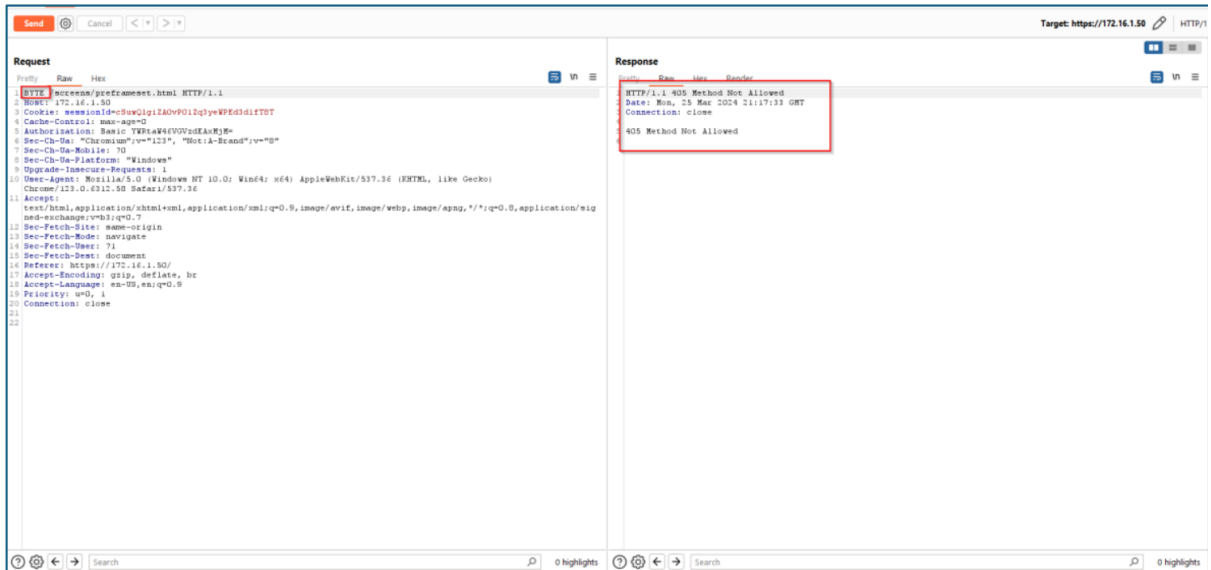 Send Cancel < >
Target: https://172.16.1.50 HTTP/1
Request
Pretty Raw Hex
\n
1 BYTE /screens/preframeset.html HTTP/1.1
2 Host: 172.16.1.50
3 Cookie:
4 Cache-Control: max-age=0
5 Authorization: Basic
6 Sec-Ch-Ua: "Chromium";v="123", "Not:A-Brand";v="8"
7 Sec-Ch-Ua-Mobile: ?0
8 Sec-Ch-Ua-Platform: "Windows"
9 Upgrade-Insecure-Requests: 1
10 User-Agent: Mozilla/5.0 (Windows NT 10.0; Win64; x64) AppleWebKit/537.36 (KHTML, like Gecko)
Chrome/123.0.6312.58 Safari/537.36
11 Accept:
text/html,application/xhtml+xml,application/xml;q=0.9,image/avif,image/webp,image/apng,*/*;q=0.8,application/sig
ned-exchange;v=b3;q=0.7
12 Sec-Fetch-Site: same-origin
13 Sec-Fetch-Mode: navigate
14 Sec-Fetch-User: ?1
15 Sec-Fetch-Dest: document
16 Referer: https://172.16.1.50/
17 Accept-Encoding: gzip, deflate, br
18 Accept-Language: en-US,en;q=0.9
19 Priority: u=0, i
20 Connection: close
21
22
Search 0 highlights
Response
Pretty Raw Hex Render
\n
HTTP/1.1 405 Method Not Allowed
Date: Mon, 25 Mar 2024 21:17:33 GMT
Connection: close
405 Method Not Allowed
Search 0 highlights